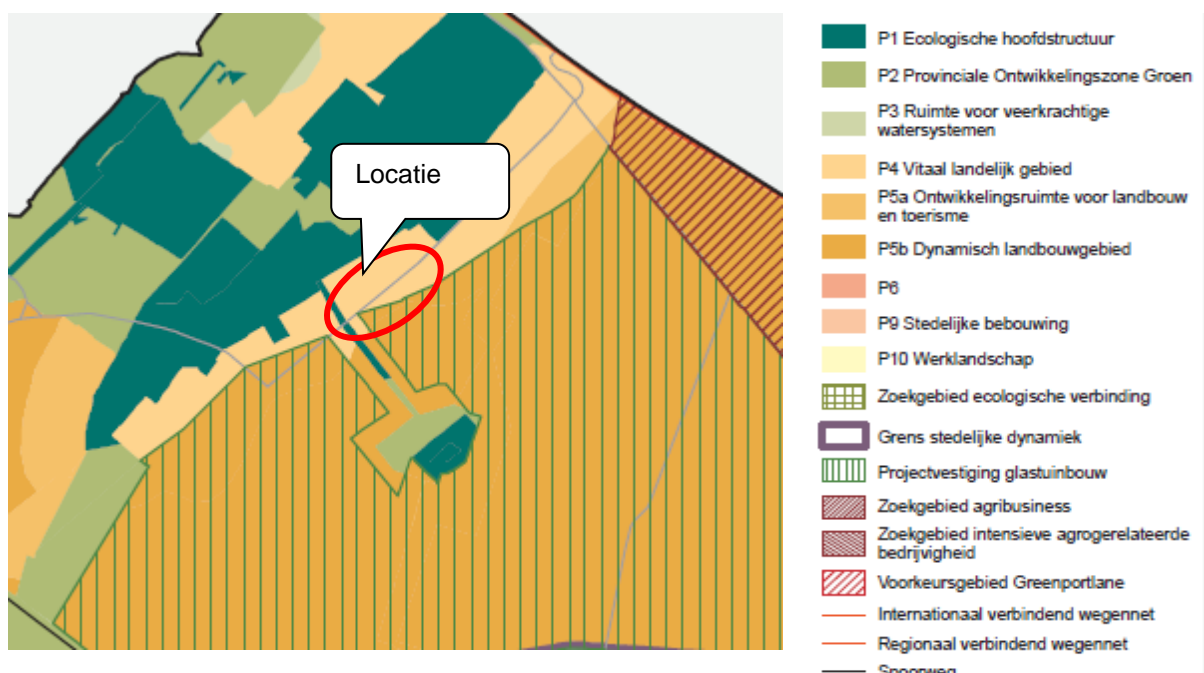 Locatie
P1 Ecologische hoofdstructuur
P2 Provinciale Ontwikkelingszone Groen
P3 Ruimte voor veerkrachtige
watersystemen
P4 Vitaal landelijk gebied
P5a Ontwikkelingsruimte voor landbouw
en toerisme
P5b Dynamisch landbouwgebied
P6
P9 Stedelijke bebouwing
P10 Werklandschap
Zoekgebied ecologische verbinding
Grens stedelijke dynamiek
Projectvestiging glastuinbouw
Zoekgebied agribusiness
Zoekgebied intensieve agrogerelateerde
bedrijvigheid
Voorkeursgebied Greenportlane
Internationaal verbindend wegennet
Regionaal verbindend wegennet
Spoorweg